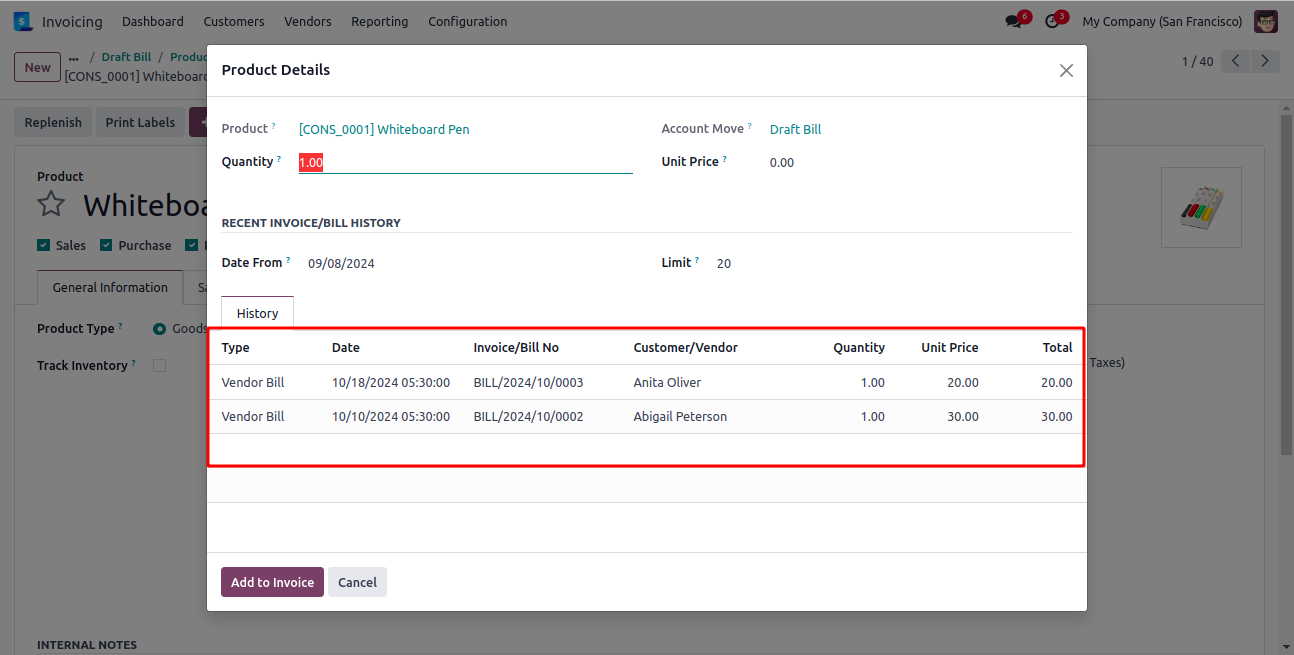 Invoicing Dashboard Customers Vendors Reporting Configuration 6 3 My Company (San Francisco)
New ... / Draft Bill /
[CONS_0001] Whiteboard
1 / 40
Product Details
Replenish Print Labels
Product ? [CONS_0001] Whiteboard Pen Account Move ? Draft Bill
Quantity ? 1.00 Unit Price ? 0.00
Product
RECENT INVOICE/BILL HISTORY
Sales Purchase
Date From ? 09/08/2024 Limit ? 20
General Information
History
Product Type ? Goods
Type Date Invoice/Bill No Customer/Vendor Quantity Unit Price Total
Track Inventory ? Taxes)
Vendor Bill 10/18/2024 05:30:00 BILL/2024/10/0003 Anita Oliver 1.00 20.00 20.00
Vendor Bill 10/10/2024 05:30:00 BILL/2024/10/0002 Abigail Peterson 1.00 30.00 30.00
Add to Invoice Cancel
INTERNAL NOTES